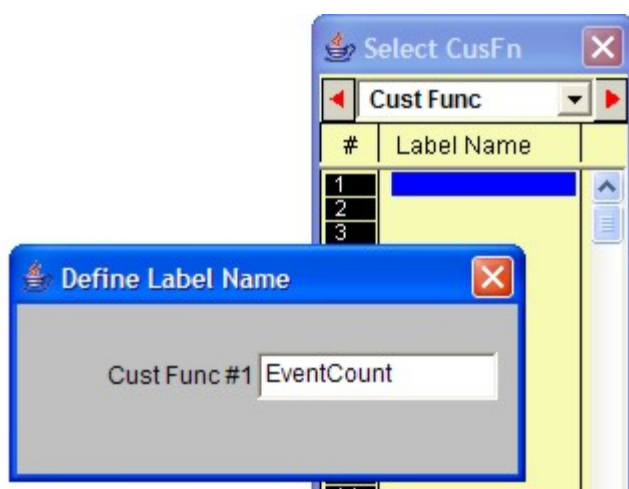 Select CusFn
Cust Func
# Label Name
1
2
3
Define Label Name
Cust Func #1 EventCount